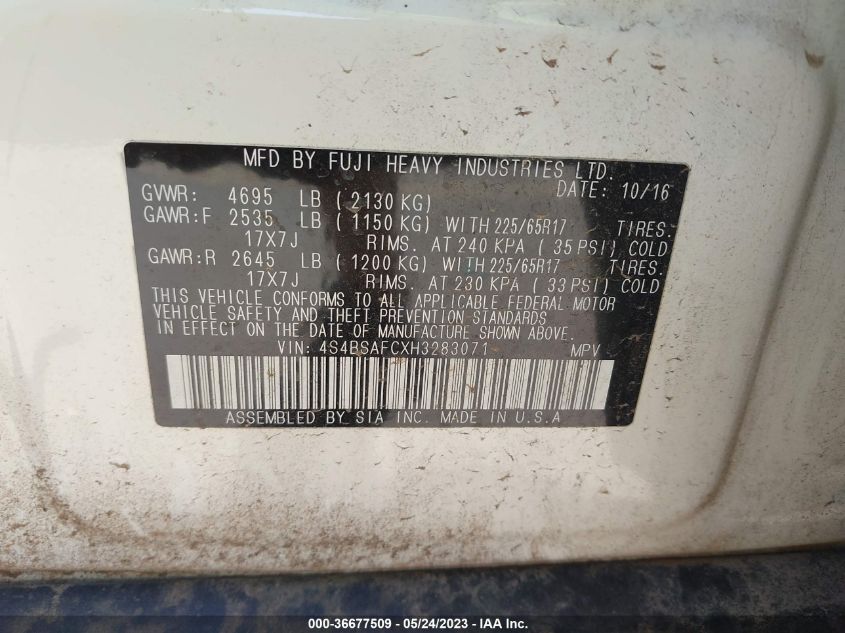 MFD BY FUJI HEAVY INDUSTRIES LTD.
DATE: 10/16
GVWR: 4695 LB ( 2130 KG)
GAWR:F 2535 LB ( 1150 KG) WITH 225/65R17 TIRES.
17X7J RIMS. AT 240 KPA ( 35 PSI) COLD
GAWR:R 2645 LB ( 1200 KG) WITH 225/65R17 TIRES.
17X7J RIMS. AT 230 KPA ( 33 PSI) COLD
THIS VEHICLE CONFORMS TO ALL APPLICABLE FEDERAL MOTOR
VEHICLE SAFETY AND THEFT PREVENTION STANDARDS
IN EFFECT ON THE DATE OF MANUFACTURE SHOWN ABOVE.
VIN: 4S4BSAFCXH3283071 MPV
ASSEMBLED BY SIA INC. MADE IN U.S.A
000-36677509 - 05/24/2023 - IAA Inc.